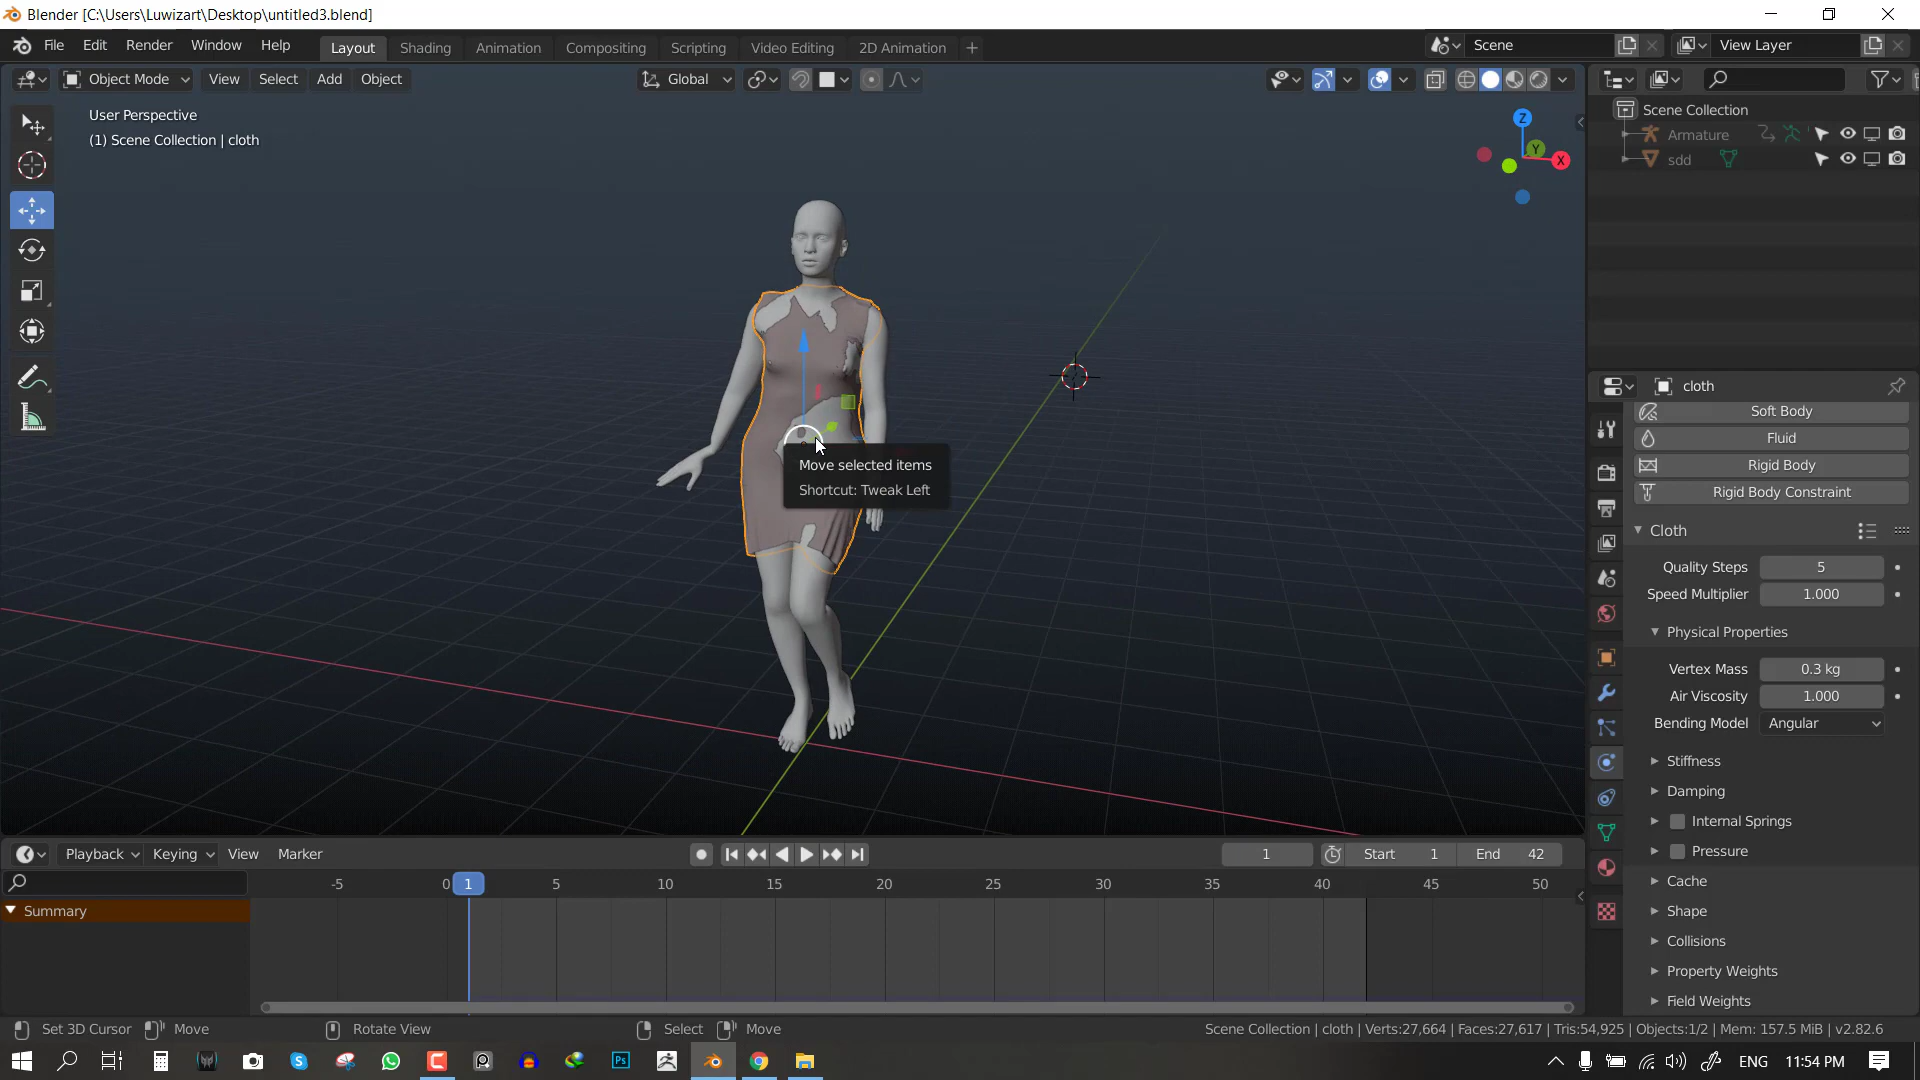 Blender [C:\Users\Luwizart\Desktop\untitled3.blend]
File Edit Render Window Help Layout Shading Animation Compositing Scripting Video Editing 2D Animation + Scene View Layer
Object Mode View Select Add Object Global
User Perspective
(1) Scene Collection | cloth
Z
Y
X
Scene Collection
Armature
sdd
Move selected items
Shortcut: Tweak Left
cloth
Soft Body
Fluid
Rigid Body
Rigid Body Constraint
Cloth
Quality Steps 5
Speed Multiplier 1.000
Physical Properties
Vertex Mass 0.3 kg
Air Viscosity 1.000
Bending Model Angular
Stiffness
Damping
Internal Springs
Pressure
Cache
Shape
Collisions
Property Weights
Field Weights
Playback Keying View Marker 1 Start 1 End 42
-5 0 1 5 10 15 20 25 30 35 40 45 50
Summary
Set 3D Cursor Move Rotate View Select Move Scene Collection | cloth | Verts:27,664 | Faces:27,617 | Tris:54,925 | Objects:1/2 | Mem: 157.5 MiB | v2.82.6
Ps ENG 11:54 PM